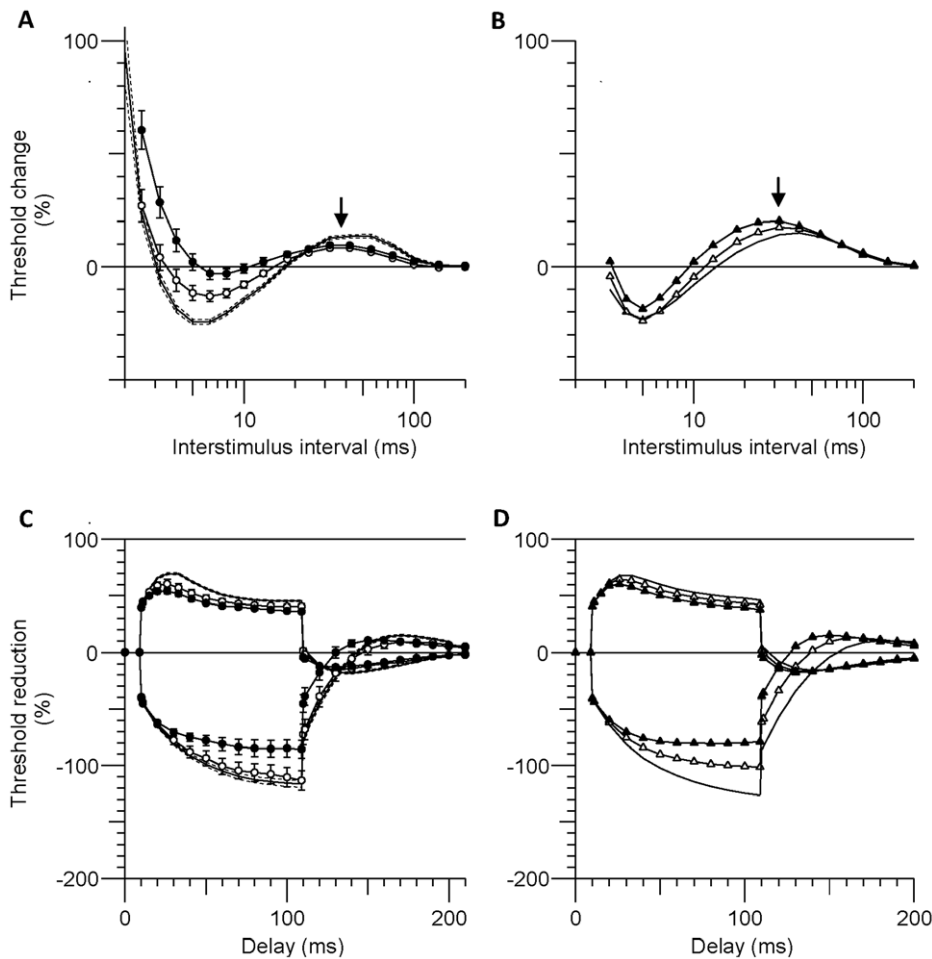 A
B
100
100
Threshold change
(%)
0
0
10
100
10
100
Interstimulus interval (ms)
Interstimulus interval (ms)
C
D
100
100
Threshold reduction
(%)
0
0
-100
-100
-200
-200
0
100
200
0
100
200
Delay (ms)
Delay (ms)